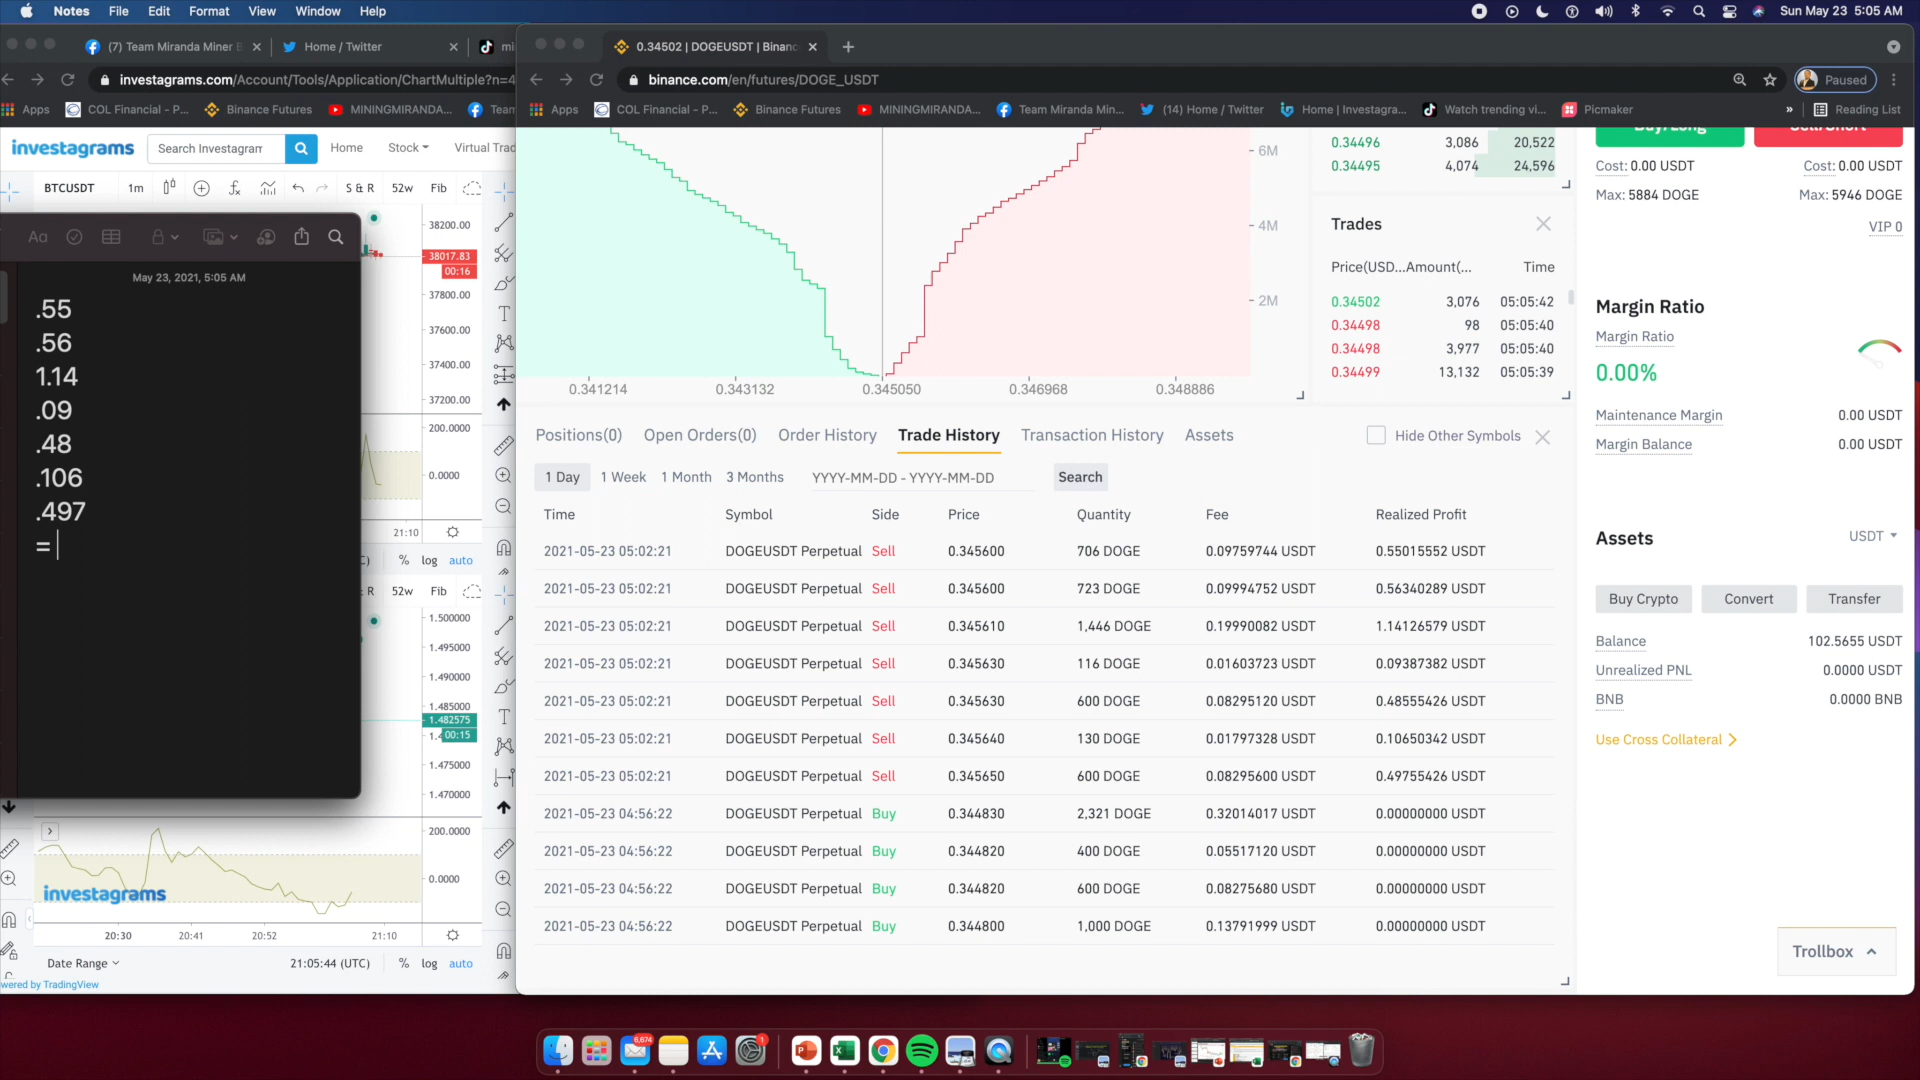 Notes File Edit Format View Window Help Sun May 23 5:05 AM
(7) Team Miranda Miner
Home / Twitter
0.34502 | DOGEUSDT | Binanc
investagrams.com/Account/Tools/Application/ChartMultiple?n=4
binance.com/en/futures/DOGE_USDT
Paused
Apps COL Financial - P... Binance Futures MININGMIRANDA... Team
Apps COL Financial - P... Binance Futures MININGMIRANDA... Team Miranda Min... (14) Home / Twitter Home | Investagra... Watch trending vi... Picmaker » Reading List
investagrams Search Investagram Home Stock Virtual Trad
BTCUSDT 1m S & R 52w Fib
38200.00
38017.83
00:16
37800.00
37600.00
37400.00
37200.00
200.0000
0.0000
21:10
% log auto
Aa
May 23, 2021, 5:05 AM
.55
.56
1.14
.09
.48
.106
.497
=
R 52w Fib
1.500000
1.495000
1.490000
1.485000
1.482575
00:15
1.475000
1.470000
200.0000
0.0000
investagrams
20:30 20:41 20:52 21:10
Date Range 21:05:44 (UTC) % log auto
wered by TradingView
6M
4M
2M
0.341214 0.343132 0.345050 0.346968 0.348886
0.34496 3,086 20,522
0.34495 4,074 24,596
Trades
Price(USD...Amount(... Time
0.34502 3,076 05:05:42
0.34498 98 05:05:40
0.34498 3,977 05:05:40
0.34499 13,132 05:05:39
Buy/Long Sell/Short
Cost: 0.00 USDT Cost: 0.00 USDT
Max: 5884 DOGE Max: 5946 DOGE
VIP 0
Margin Ratio
Margin Ratio
0.00%
Maintenance Margin 0.00 USDT
Margin Balance 0.00 USDT
Assets USDT
Buy Crypto Convert Transfer
Balance 102.5655 USDT
Unrealized PNL 0.0000 USDT
BNB 0.0000 BNB
Use Cross Collateral
Positions(0) Open Orders(0) Order History Trade History Transaction History Assets Hide Other Symbols
1 Day 1 Week 1 Month 3 Months YYYY-MM-DD - YYYY-MM-DD Search
Time Symbol Side Price Quantity Fee Realized Profit
2021-05-23 05:02:21 DOGEUSDT Perpetual Sell 0.345600 706 DOGE 0.09759744 USDT 0.55015552 USDT
2021-05-23 05:02:21 DOGEUSDT Perpetual Sell 0.345600 723 DOGE 0.09994752 USDT 0.56340289 USDT
2021-05-23 05:02:21 DOGEUSDT Perpetual Sell 0.345610 1,446 DOGE 0.19990082 USDT 1.14126579 USDT
2021-05-23 05:02:21 DOGEUSDT Perpetual Sell 0.345630 116 DOGE 0.01603723 USDT 0.09387382 USDT
2021-05-23 05:02:21 DOGEUSDT Perpetual Sell 0.345630 600 DOGE 0.08295120 USDT 0.48555426 USDT
2021-05-23 05:02:21 DOGEUSDT Perpetual Sell 0.345640 130 DOGE 0.01797328 USDT 0.10650342 USDT
2021-05-23 05:02:21 DOGEUSDT Perpetual Sell 0.345650 600 DOGE 0.08295600 USDT 0.49755426 USDT
2021-05-23 04:56:22 DOGEUSDT Perpetual Buy 0.344830 2,321 DOGE 0.32014017 USDT 0.00000000 USDT
2021-05-23 04:56:22 DOGEUSDT Perpetual Buy 0.344820 400 DOGE 0.05517120 USDT 0.00000000 USDT
2021-05-23 04:56:22 DOGEUSDT Perpetual Buy 0.344820 600 DOGE 0.08275680 USDT 0.00000000 USDT
2021-05-23 04:56:22 DOGEUSDT Perpetual Buy 0.344800 1,000 DOGE 0.13791999 USDT 0.00000000 USDT
Trollbox
6,674
1